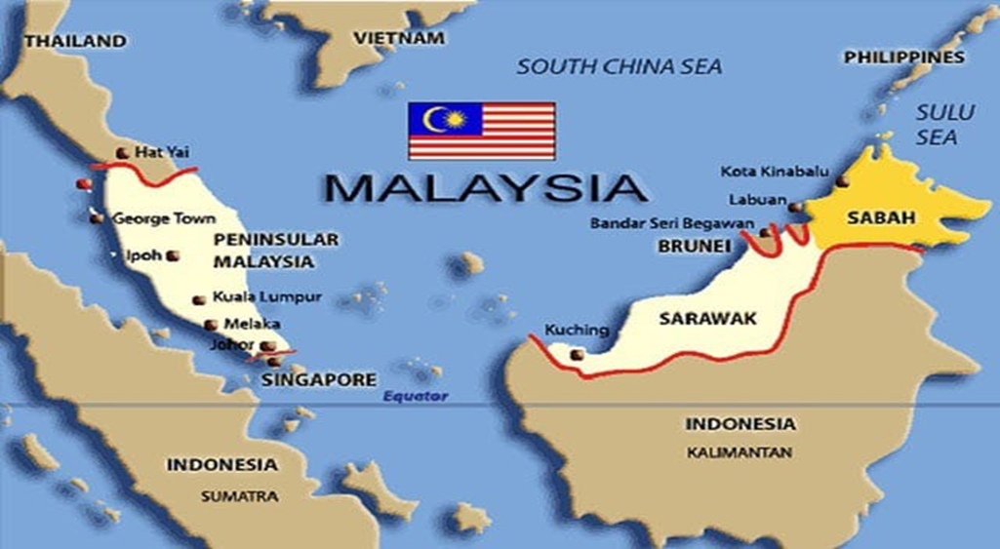 THAILAND
VIETNAM
SOUTH CHINA SEA
PHILIPPINES
SULU
SEA
Hat Yai
MALAYSIA
Kota Kinabalu
Labuan
George Town
Bandar Seri Begawan
SABAH
PENINSULAR
MALAYSIA
BRUNEI
Ipoh
Kuala Lumpur
Melaka
SARAWAK
Kuching
Johor
SINGAPORE
Equator
INDONESIA
KALIMANTAN
INDONESIA
SUMATRA